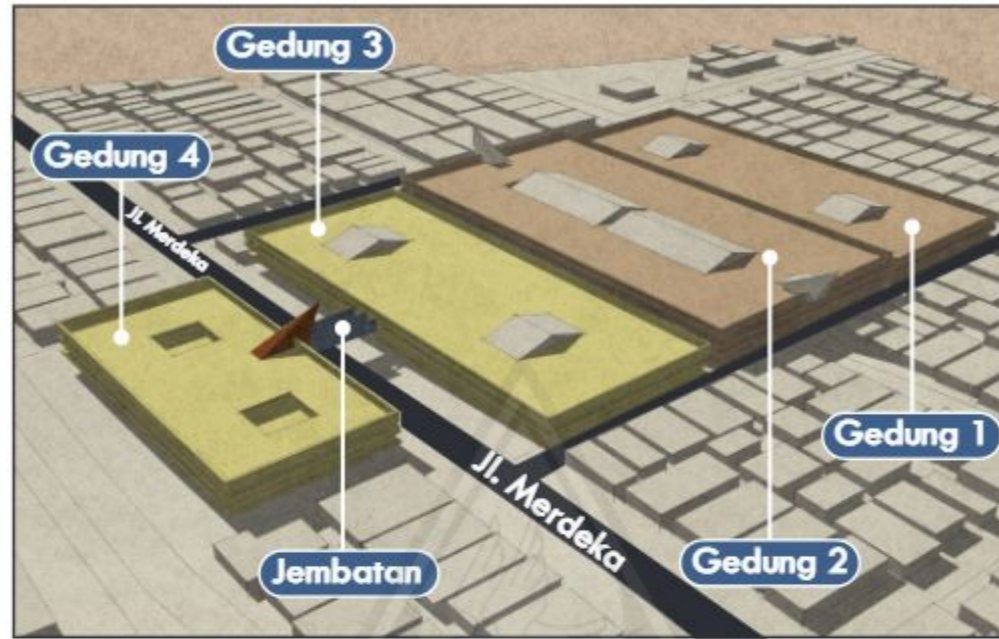 Gedung 3
Gedung 4
Jl. Merdeka
Gedung 1
Jl. Merdeka
Gedung 2
Jembatan